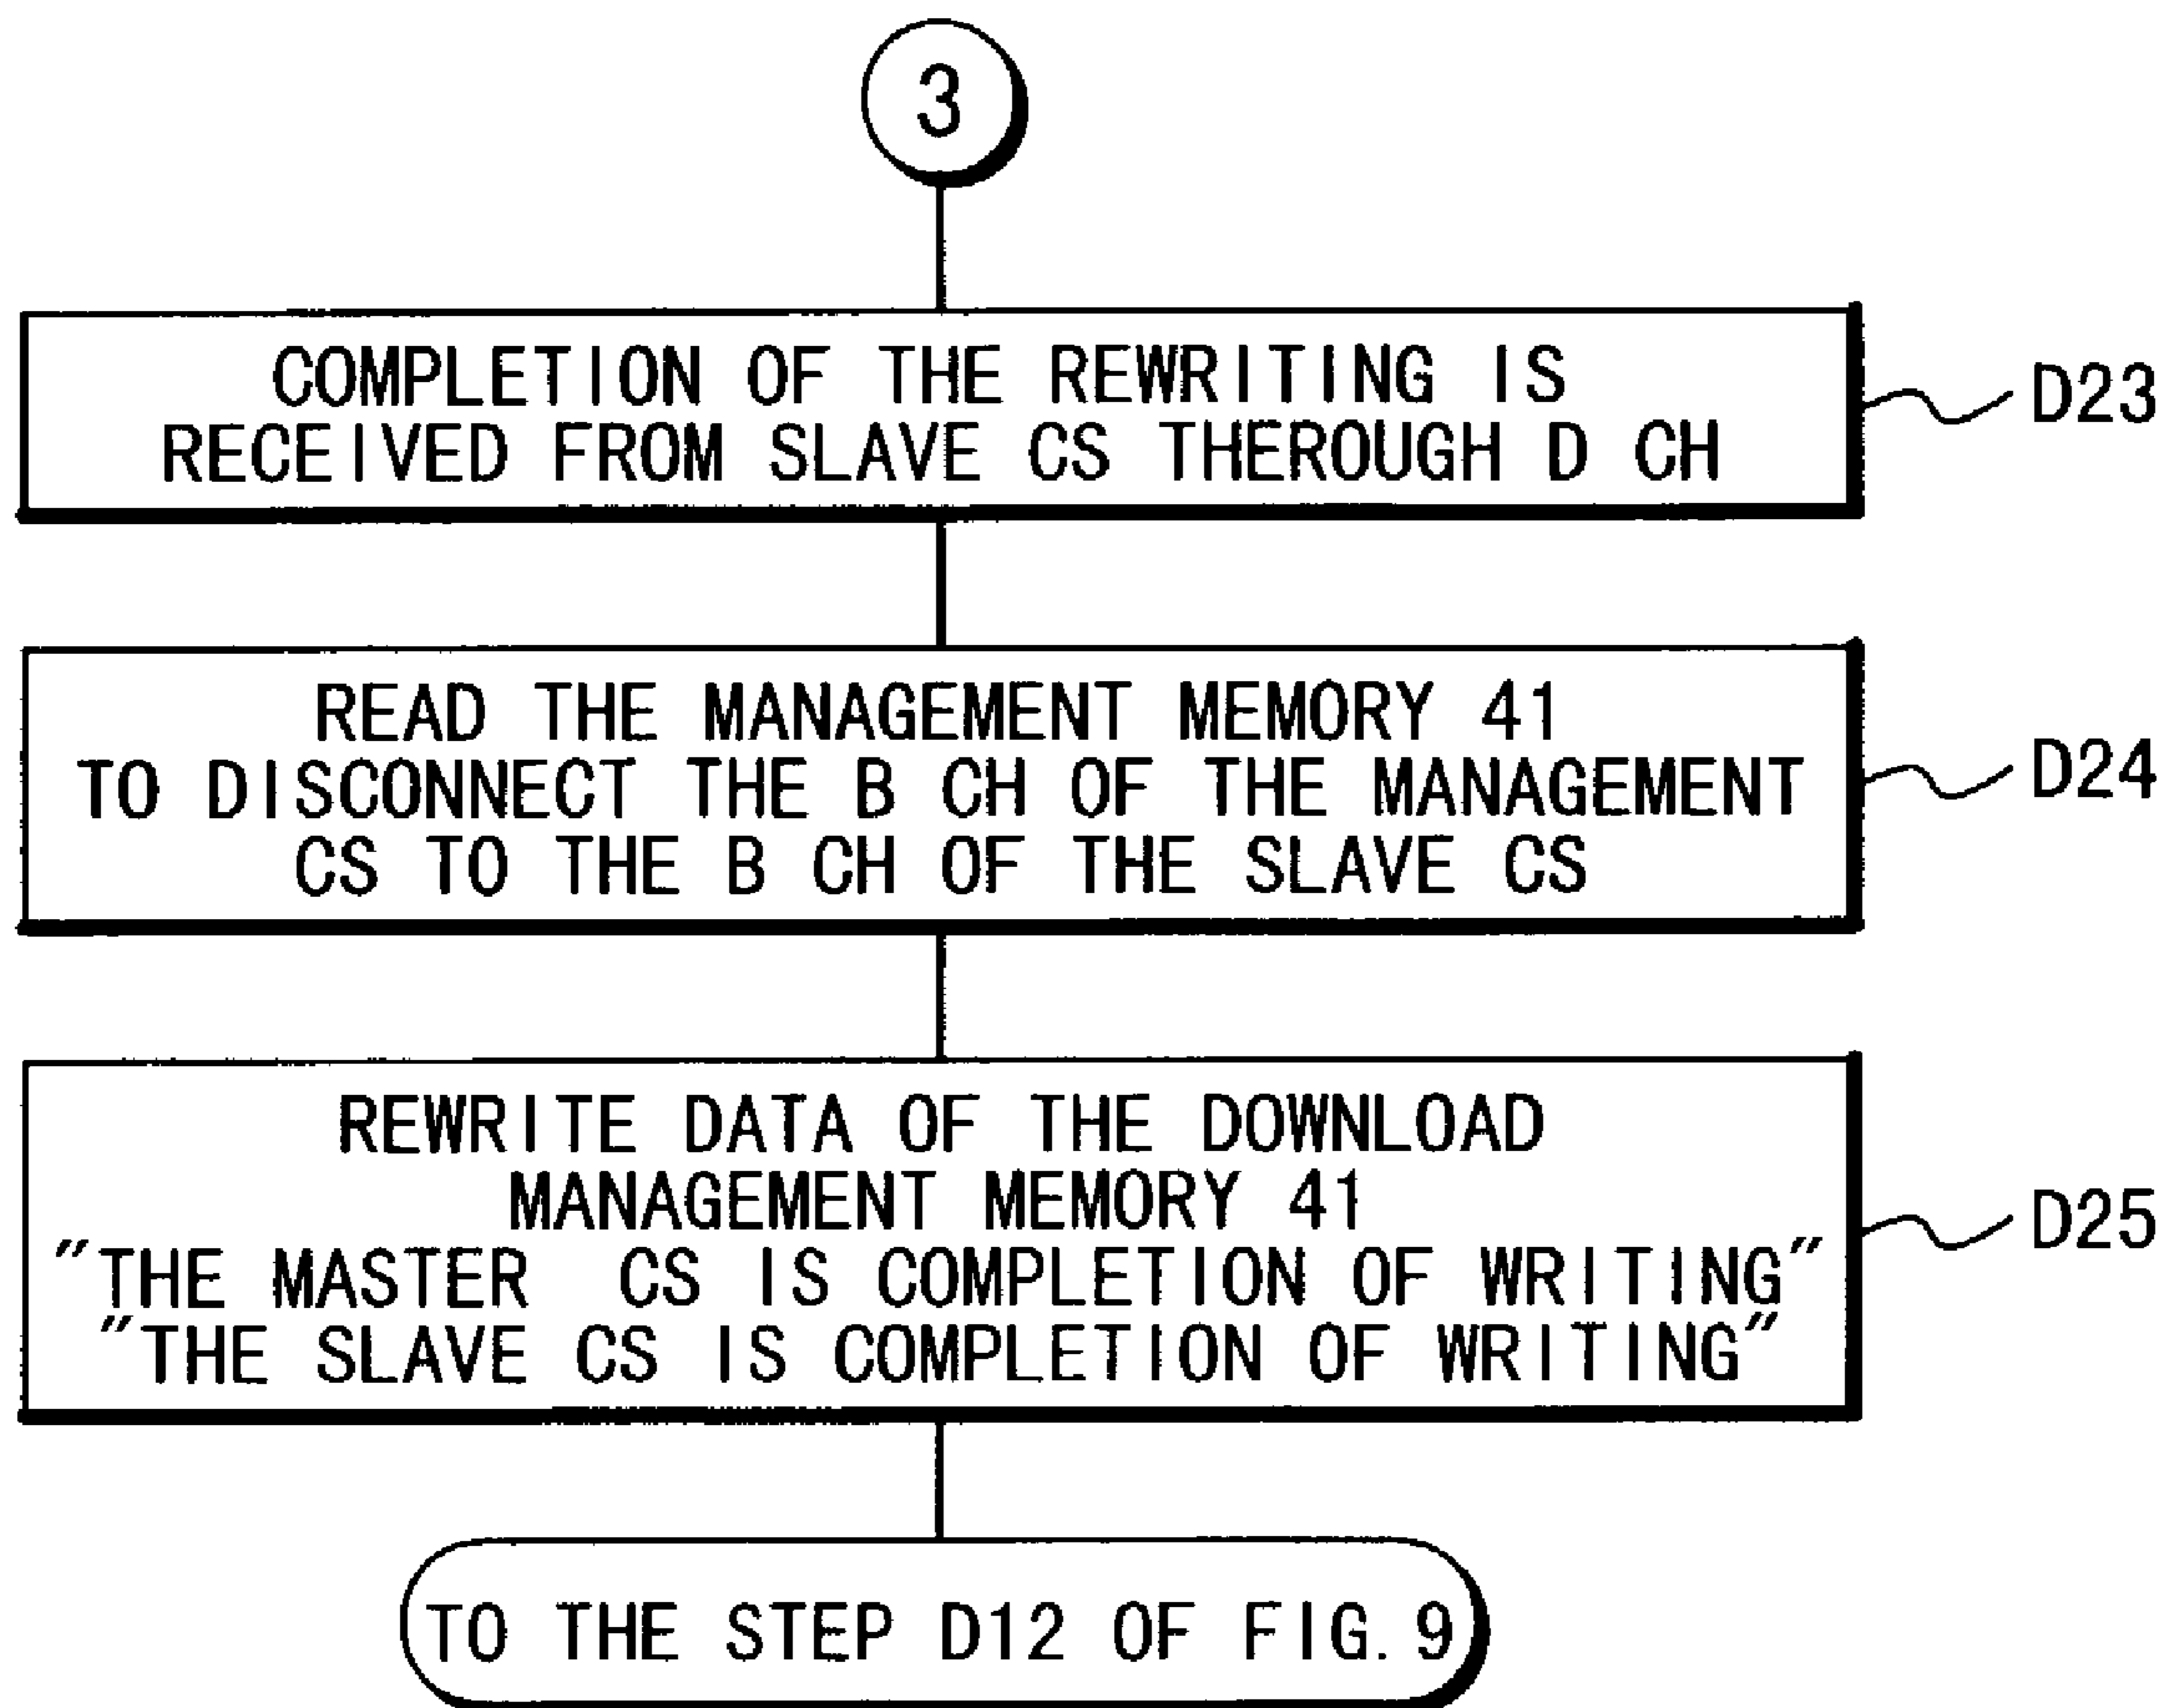 3
COMPLETION OF THE REWRITING IS
RECEIVED FROM SLAVE CS THEROUGH D CH
D23
READ THE MANAGEMENT MEMORY 41
TO DISCONNECT THE B CH OF THE MANAGEMENT
CS TO THE B CH OF THE SLAVE CS
D24
REWRITE DATA OF THE DOWNLOAD
MANAGEMENT MEMORY 41
"THE MASTER CS IS COMPLETION OF WRITING"
"THE SLAVE CS IS COMPLETION OF WRITING"
D25
TO THE STEP D12 OF FIG. 9